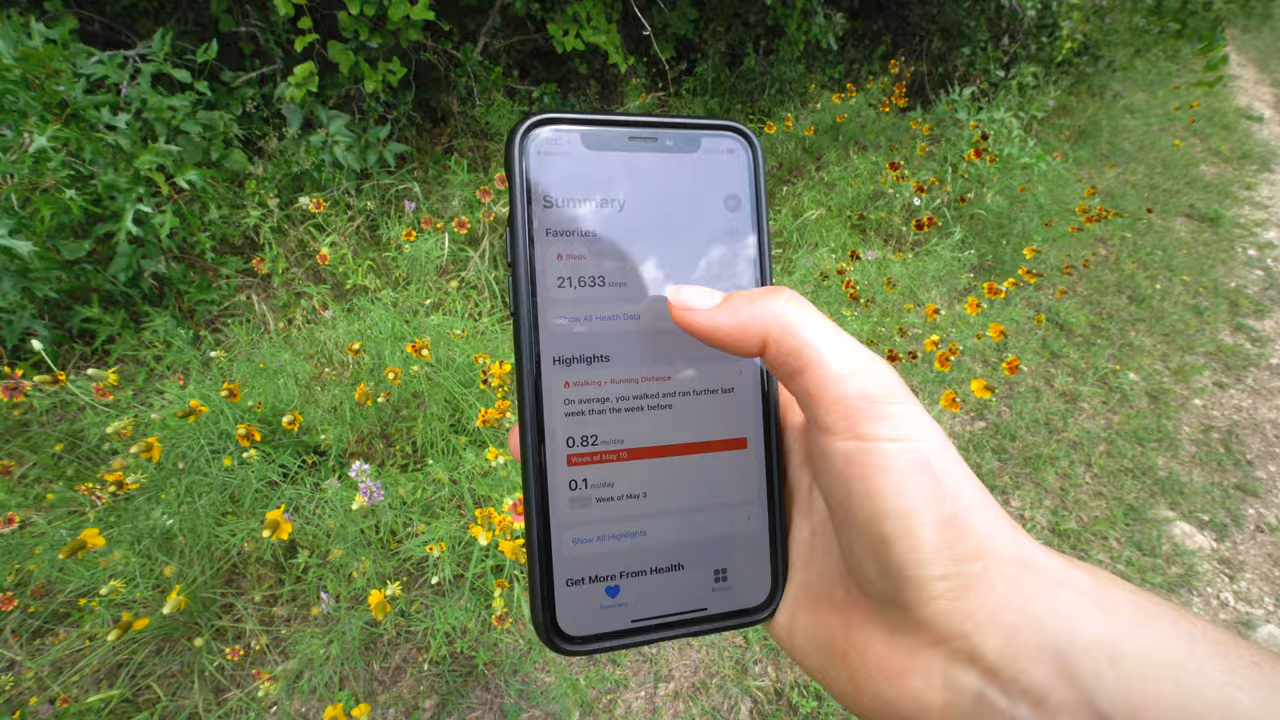 Summary
Favorites
Steps
21,633 steps
Show All Health Data
Highlights
Walking + Running Distance
On average, you walked and ran further last
week than the week before
0.82 mi/day
Week of May 10
0.1 mi/day
Week of May 3
Show All Highlights
Get More From Health
Summary